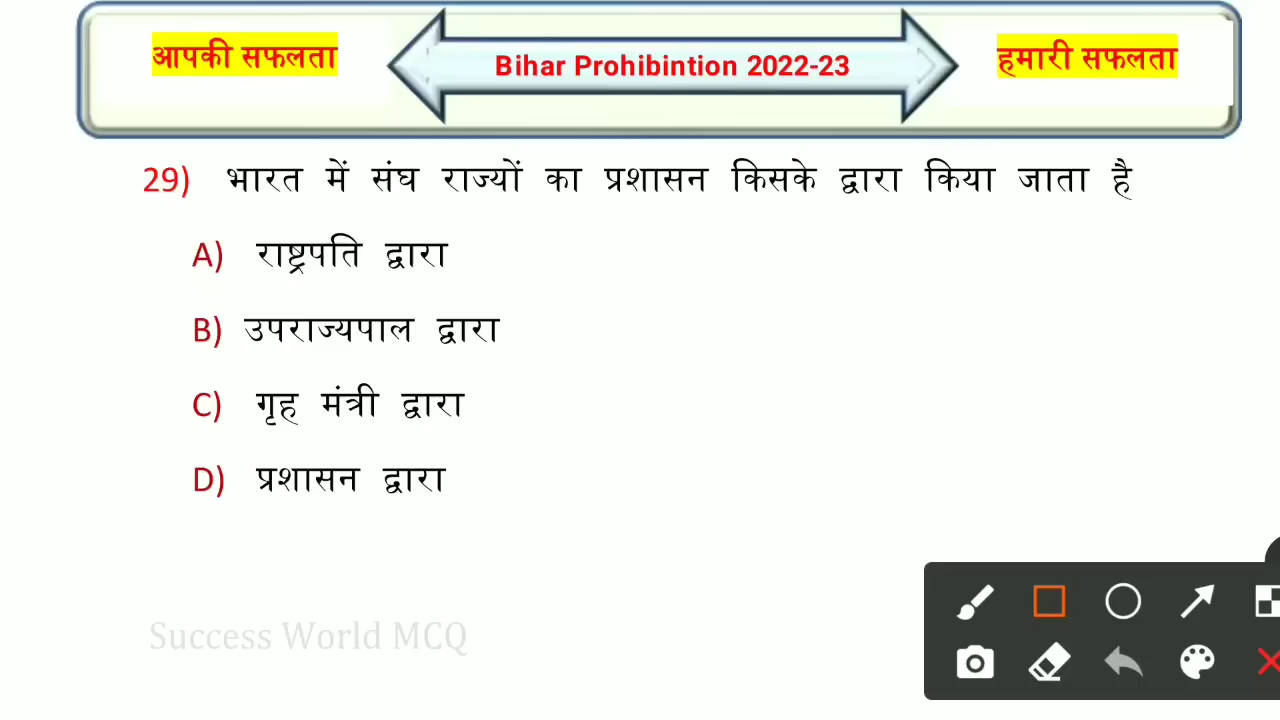 आपकी सफलता
Bihar Prohibintion 2022-23
हमारी सफलता
29) भारत में संघ राज्यों का प्रशासन किसके द्वारा किया जाता है
A) राष्ट्रपति द्वारा
B) उपराज्यपाल द्वारा
C) गृह मंत्री द्वारा
D) प्रशासन द्वारा
Success World MCQ